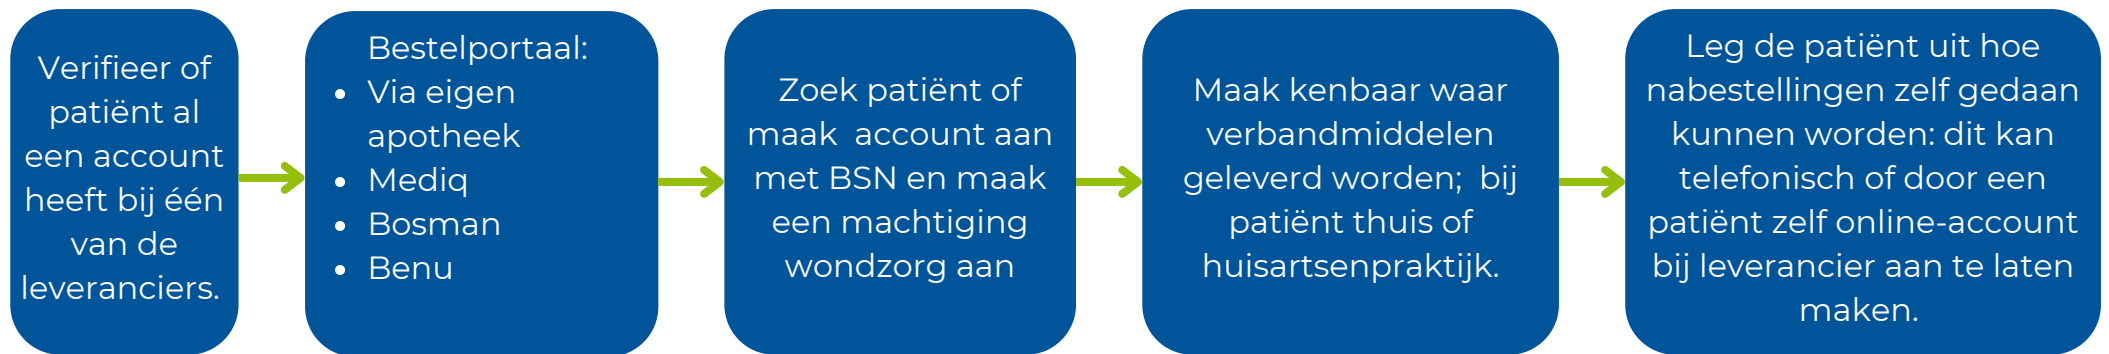 Verifieer of
patiënt al
een account
heeft bij één
van de
leveranciers.
Bestelportaal:
• Via eigen
apotheek
• Mediq
• Bosman
• Benu
Zoek patiënt of
maak  account aan
met BSN en maak
een machtiging
wondzorg aan
Maak kenbaar waar
verbandmiddelen
geleverd worden;  bij
patiënt thuis of
huisartsenpraktijk.
Leg de patiënt uit hoe
nabestellingen zelf gedaan
kunnen worden: dit kan
telefonisch of door een
patiënt zelf online-account
bij leverancier aan te laten
maken.